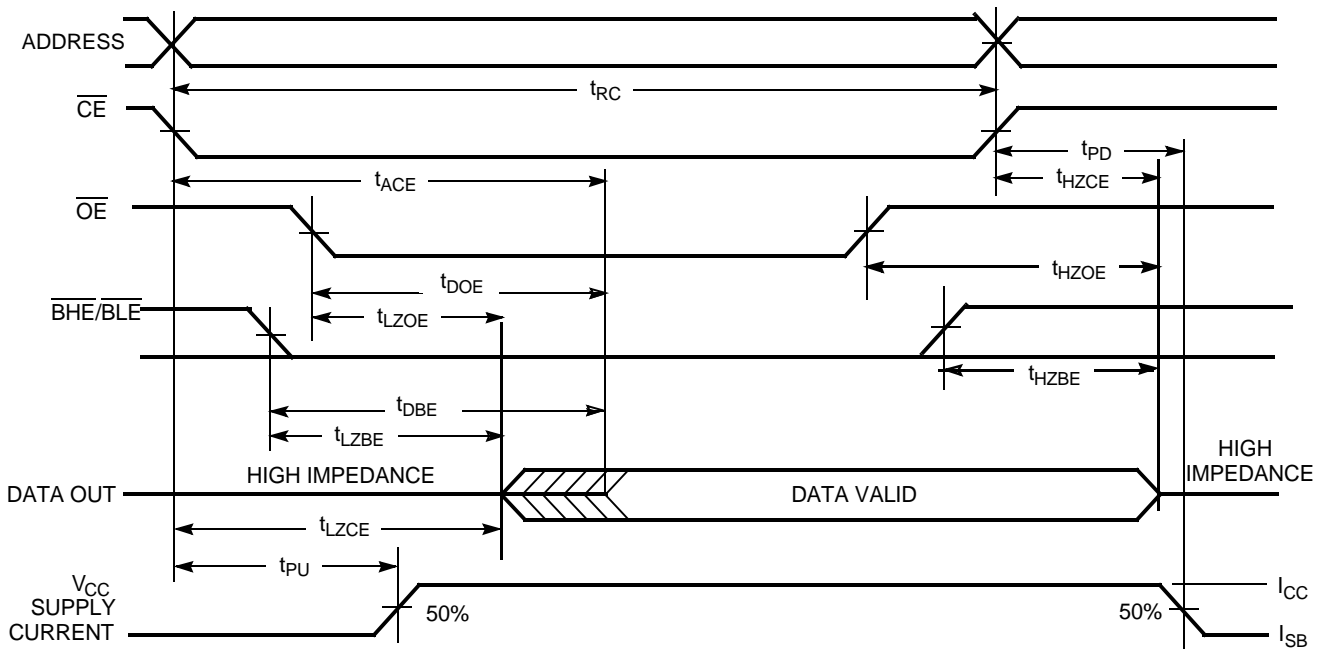 ADDRESS
tRC
CE
tPD
tACE
tHZCE
OE
tHZOE
tDOE
BHE/BLE
tLZOE
tHZBE
tDBE
tLZBE
HIGH IMPEDANCE
HIGH
IMPEDANCE
DATA OUT
DATA VALID
tLZCE
tPU
VCC
SUPPLY
CURRENT
50%
50%
ICC
ISB